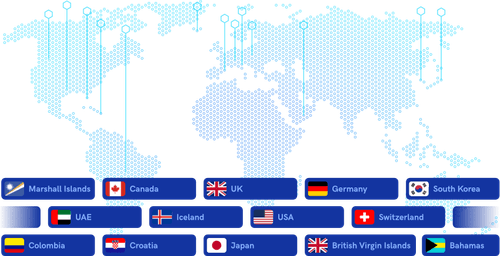 Marshall Islands
Canada
UK
Germany
South Korea
UAE
Iceland
USA
Switzerland
Colombia
Croatia
Japan
British Virgin Islands
Bahamas